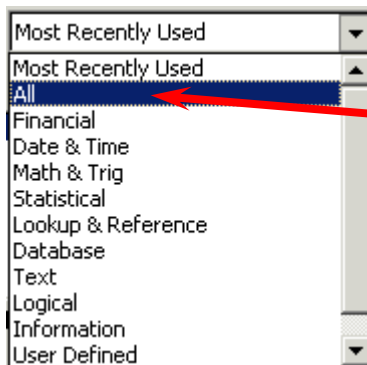 Most Recently Used
Most Recently Used
All
Financial
Date & Time
Math & Trig
Statistical
Lookup & Reference
Database
Text
Logical
Information
User Defined